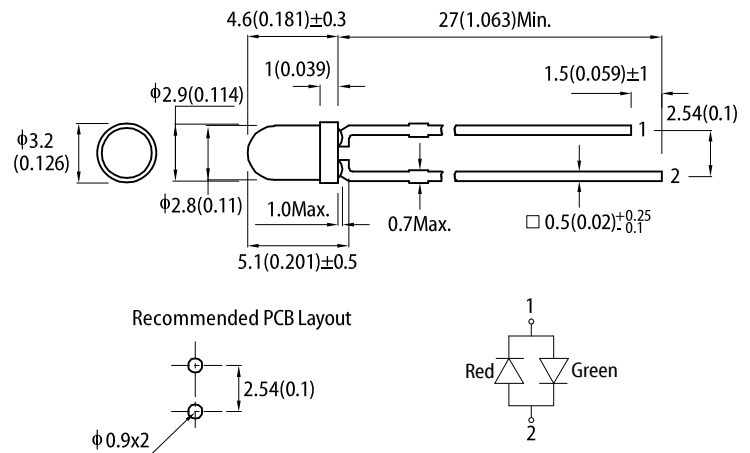 4.6(0.181)±0.3
27(1.063)Min.
1(0.039)
1.5(0.059)±1
ϕ2.9(0.114)
2.54(0.1)
ϕ3.2
(0.126)
1
2
ϕ2.8(0.11)
1.0Max.
0.7Max.
□ 0.5(0.02)+0.25
- 0.1
5.1(0.201)±0.5
Recommended PCB Layout
2.54(0.1)
ϕ 0.9x2
1
Red
Green
2